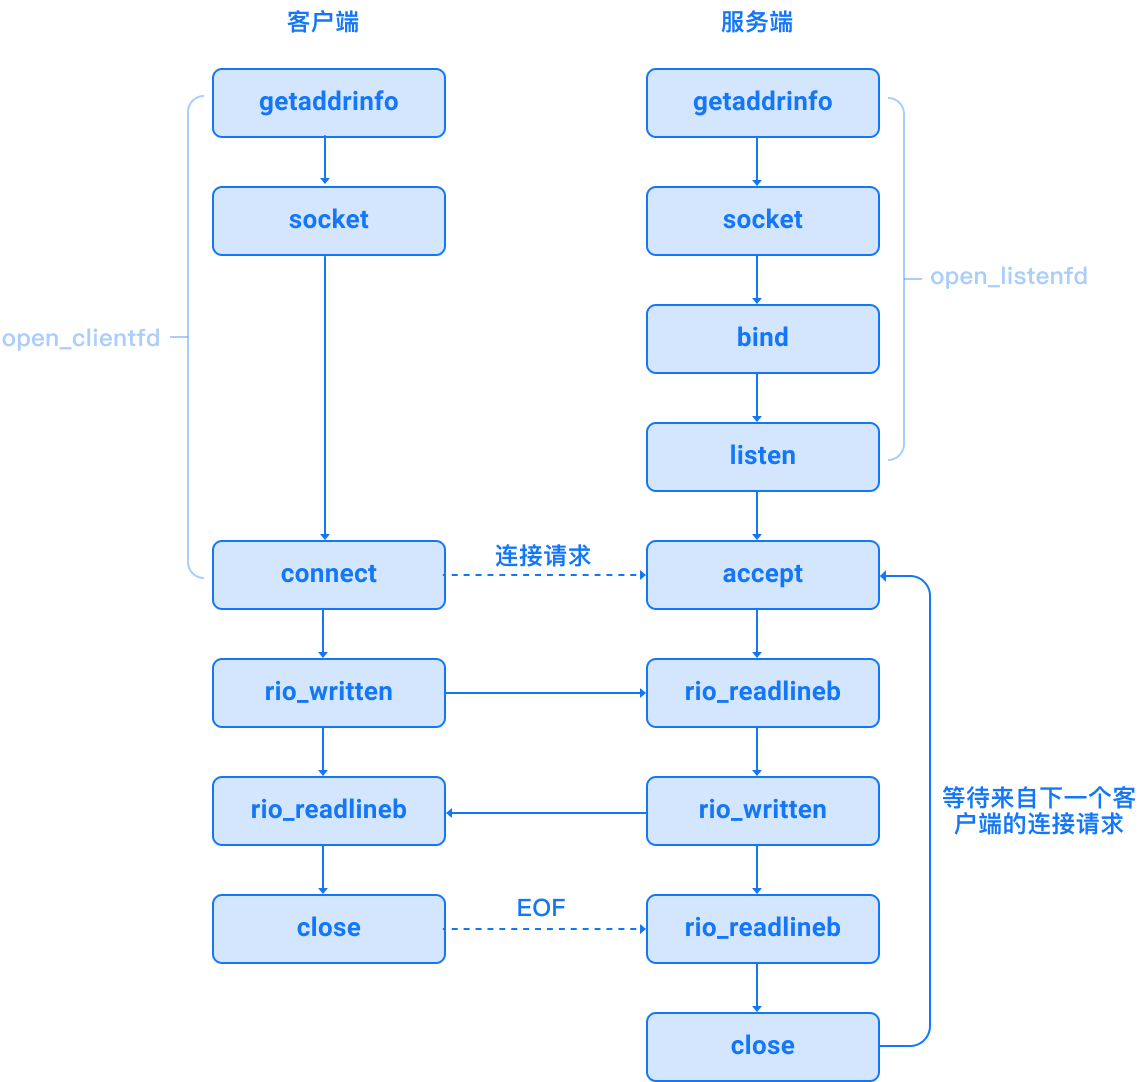 客户端
服务端
getaddrinfo
getaddrinfo
socket
socket
open_listenfd
bind
open_clientfd
listen
连接请求
connect
accept
rio_written
rio_readlineb
rio_readlineb
rio_written
等待来自下一个客
户端的连接请求
EOF
close
rio_readlineb
close